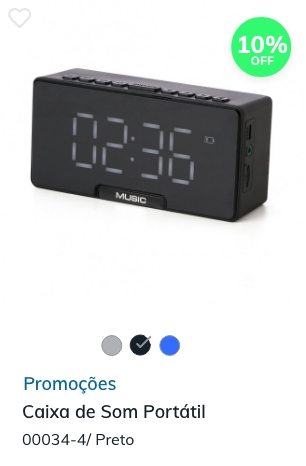 10%
OFF
02:36
MUSIC
Promoções
Caixa de Som Portátil
00034-4/ Preto